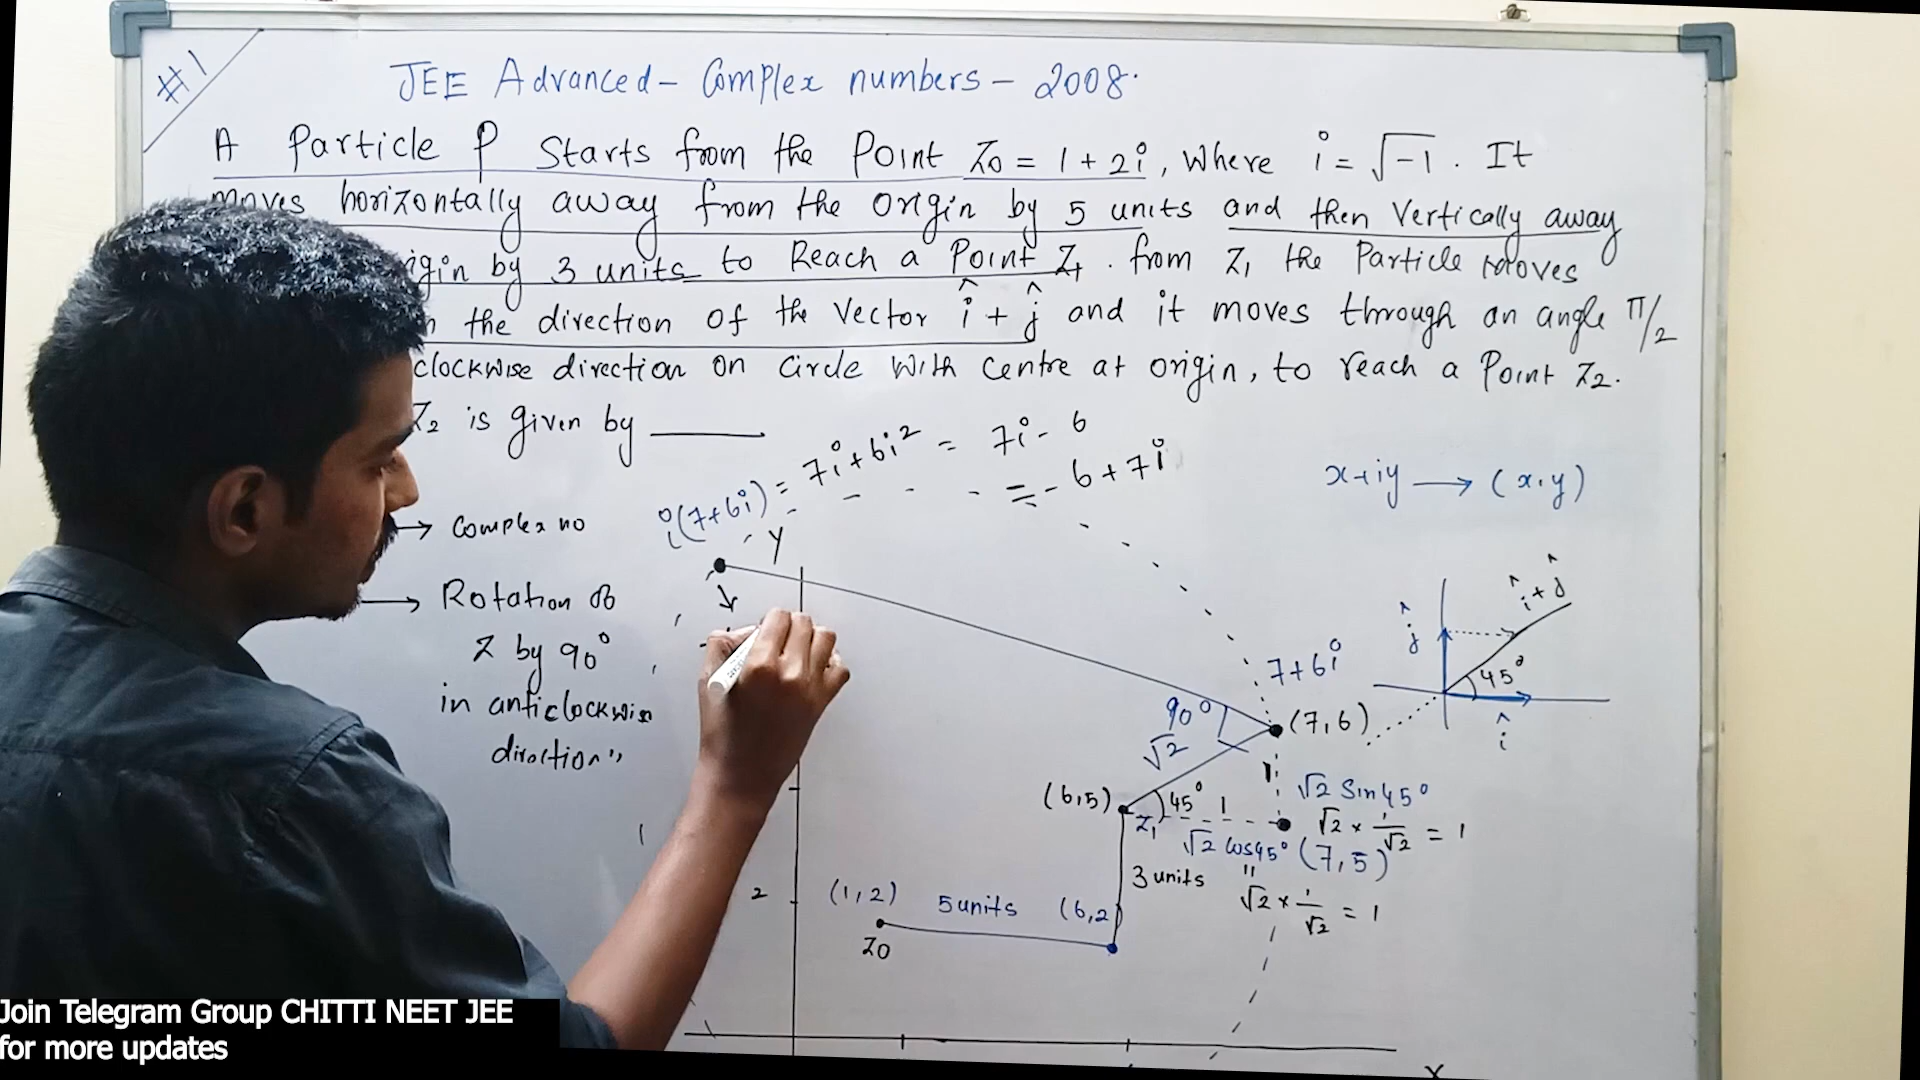 #1
JEE Advanced - Complex numbers - 2008.
A Particle P starts from the Point Z0 = 1 + 2i, Where i = √-1. It
moves horizontally away from the origin by 5 units and then Vertically away
igin by 3 units to Reach a Point Z1. from Z1 the Particle moves
the direction of the Vector î + ĵ and it moves through an angle π/2
clockwise direction on Circle With Centre at origin, to reach a Point Z2.
Z2 is given by
i(7+6i) = 7i + 6i² = 7i - 6
= - 6 + 7i
x+iy → (x,y)
→ Complex no
→ Rotation of
Z by 90°
in anticlockwise
direction"
y
î + ĵ
ĵ
45°
î
7+6i
90°
(7,6)
√2
(6,5)
45°
1
1
Z1
√2 Sin45°
√2 × 1/√2 = 1
√2 cos45°
(7,5)
"
√2 × 1/√2 = 1
3 units
2
(1,2)
5units
(6,2)
Z0
X
Join Telegram Group CHITTI NEET JEE
for more updates